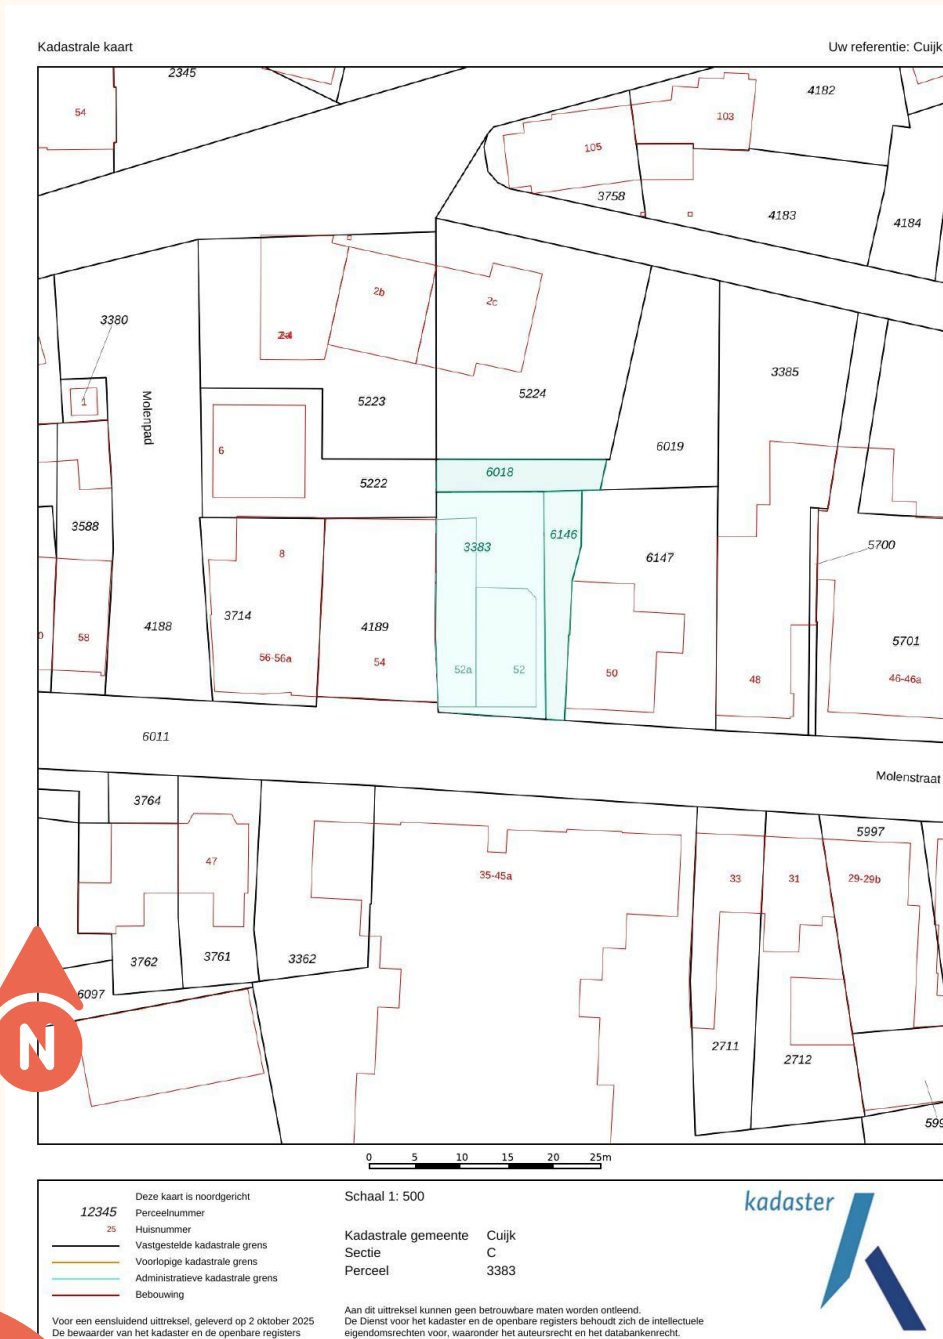 Kadastrale kaart
Uw referentie: Cuijk
2345
54
4182
103
105
3758
4183
4184
3380
2b
2c
1
Molenpad
5223
5224
3385
6
6018
6019
5222
3588
8
3383
6146
6147
5700
4188
3714
4189
58
56-56a
54
52a
52
50
48
5701
46-46a
6011
Molenstraat
3764
5997
47
35-45a
33
31
29-29b
3762
3761
3362
6097
N
2711
2712
0 5 10 15 20 25m
Deze kaart is noordgericht
12345 Perceelnummer
25 Huisnummer
Vastgestelde kadastrale grens
Voorlopige kadastrale grens
Administratieve kadastrale grens
Bebouwing
Voor een eensluidend uittreksel, geleverd op 2 oktober 2025
De bewaarder van het kadaster en de openbare registers
Schaal 1: 500
Kadastrale gemeente Cuijk
Sectie C
Perceel 3383
Aan dit uittreksel kunnen geen betrouwbare maten worden ontleend.
De Dienst voor het kadaster en de openbare registers behoudt zich de intellectuele
eigendomsrechten voor, waaronder het auteursrecht en het databankenrecht.
kadaster